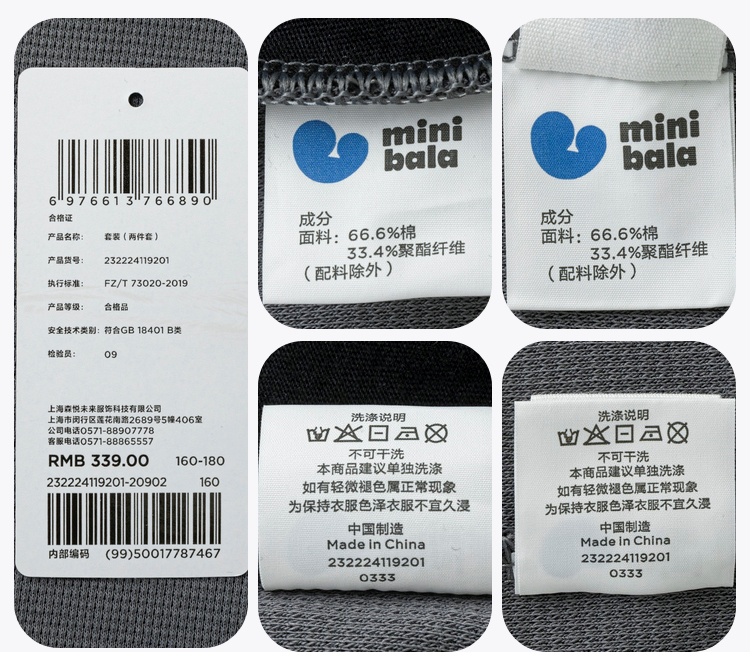 6 976613 766890
合格证
产品名称： 套装（两件套）
产品货号： 232224119201
执行标准： FZ/T 73020-2019
产品等级： 合格品
安全技术类别：符合GB 18401 B类
检验员： 09
上海森悦未来服饰科技有限公司
上海市闵行区莲花南路2689号5幢406室
公司电话0571-88907778
客服电话0571-88865557
RMB 339.00 160-180
232224119201-20902 160
内部编码 (99)50017787467
mini
bala
成分
面料：66.6%棉
33.4%聚酯纤维
（配料除外）
mini
bala
成分
面料：66.6%棉
33.4%聚酯纤维
（配料除外）
洗涤说明
不可干洗
本商品建议单独洗涤
如有轻微褪色属正常现象
为保持衣服色泽衣服不宜久浸
中国制造
Made in China
232224119201
0333
洗涤说明
不可干洗
本商品建议单独洗涤
如有轻微褪色属正常现象
为保持衣服色泽衣服不宜久浸
中国制造
Made in China
232224119201
0333